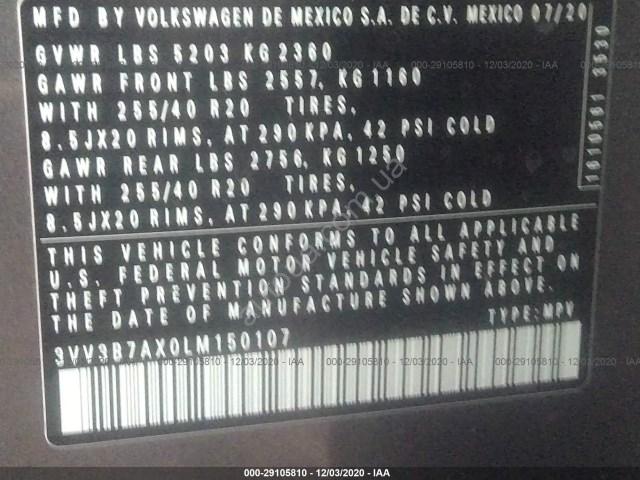 MFD BY VOLKSWAGEN DE MEXICO S.A. DE C.V. MEXICO 07/20
GVWR LBS 5203 KG 2360
GAWR FRONT LBS 2557, KG 1160
WITH 255/40 R20 TIRES,
8.5JX20 RIMS, AT 290 KPA, 42 PSI COLD
GAWR REAR LBS 2756, KG 1250
WITH 255/40 R20 TIRES,
8.5JX20 RIMS, AT 290 KPA, 42 PSI COLD
1610561 3530
THIS VEHICLE CONFORMS TO ALL APPLICABLE
U.S. FEDERAL MOTOR VEHICLE SAFETY AND
THEFT PREVENTION STANDARDS IN EFFECT ON
THE DATE OF MANUFACTURE SHOWN ABOVE.
TYPE: MPV
3VV3B7AX0LM150107
000-29105810 - 12/03/2020 - IAA